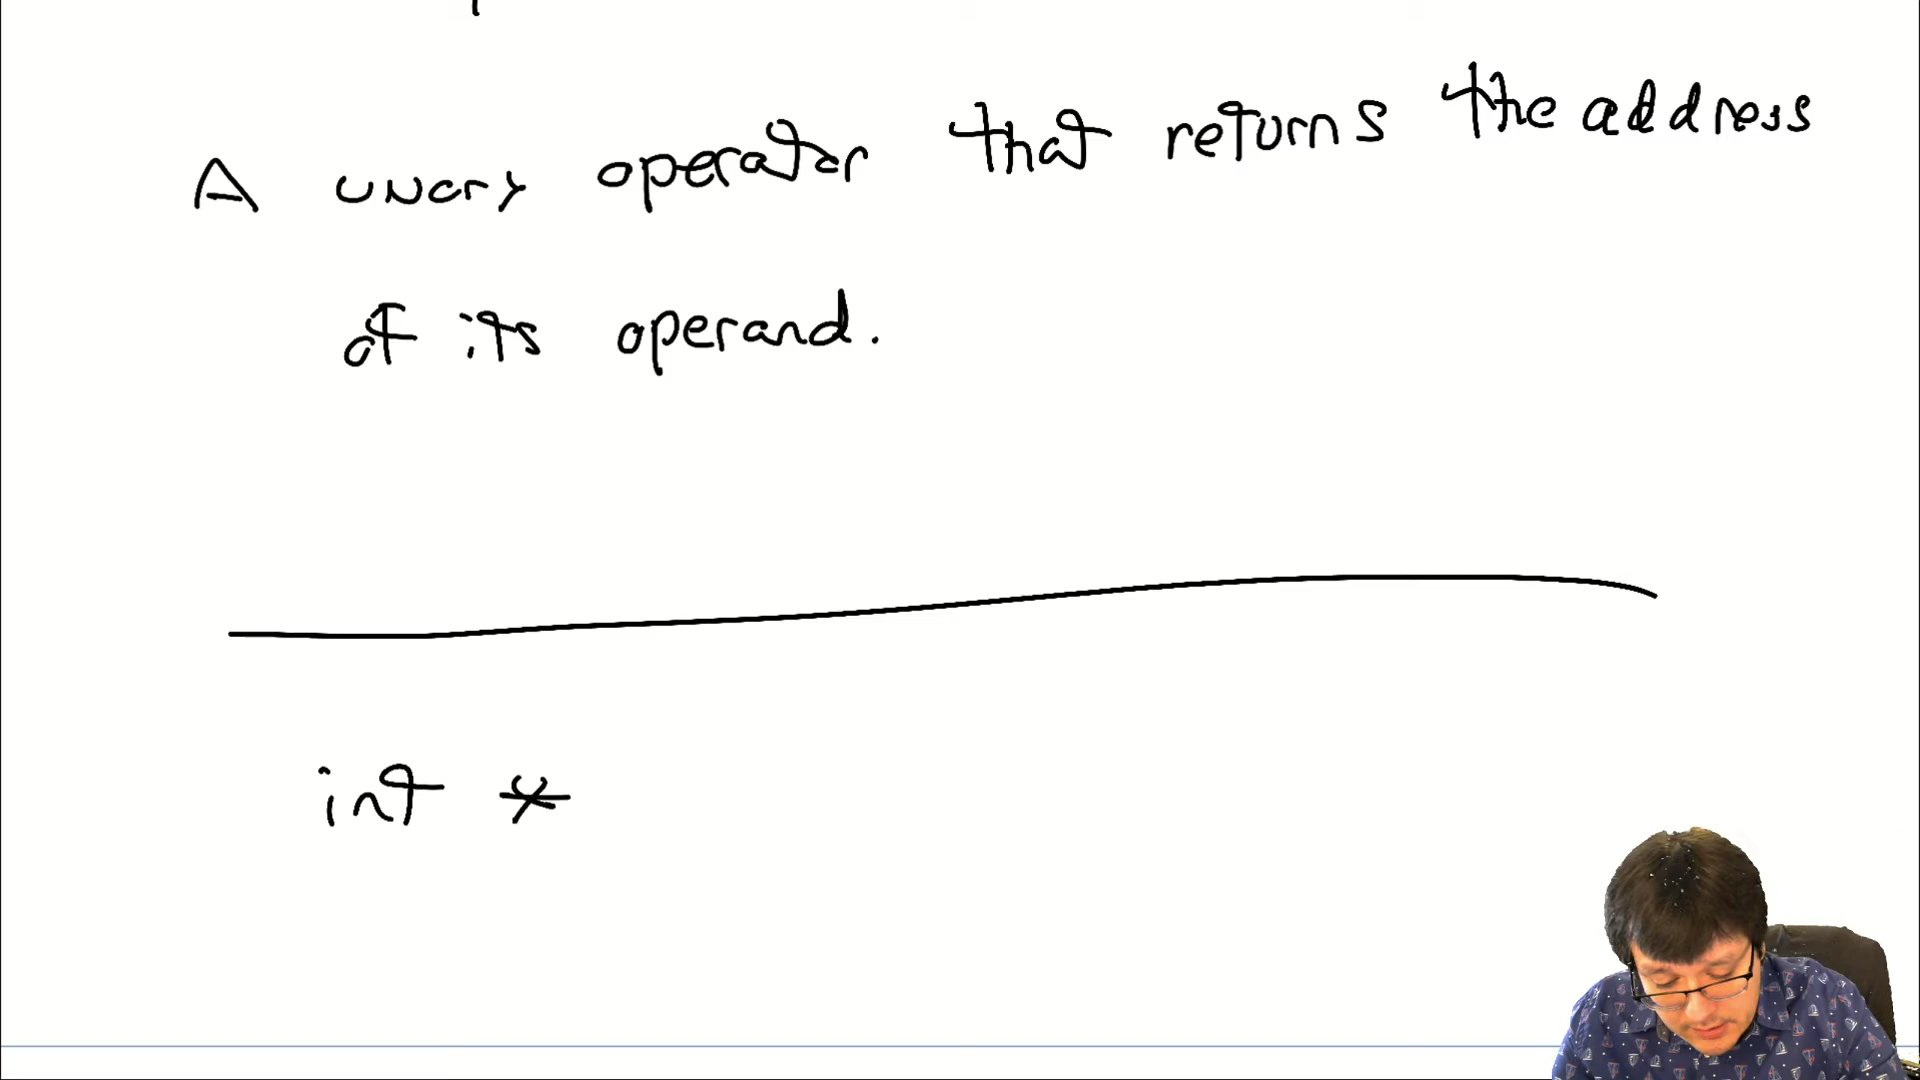 A unary operator that returns the address
of its operand.
int *